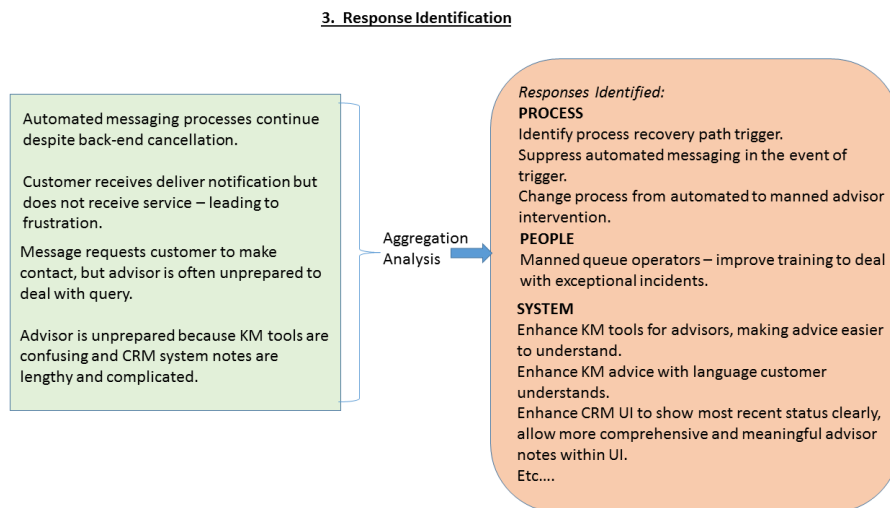 3. Response Identification
Automated messaging processes continue
despite back-end cancellation.
Customer receives deliver notification but
does not receive service – leading to
frustration.
Message requests customer to make
contact, but advisor is often unprepared to
deal with query.
Advisor is unprepared because KM tools are
confusing and CRM system notes are
lengthy and complicated.
Aggregation
Analysis
Responses Identified:
PROCESS
Identify process recovery path trigger.
Suppress automated messaging in the event of
trigger.
Change process from automated to manned advisor
intervention.
PEOPLE
Manned queue operators – improve training to deal
with exceptional incidents.
SYSTEM
Enhance KM tools for advisors, making advice easier
to understand.
Enhance KM advice with language customer
understands.
Enhance CRM UI to show most recent status clearly,
allow more comprehensive and meaningful advisor
notes within UI.
Etc....